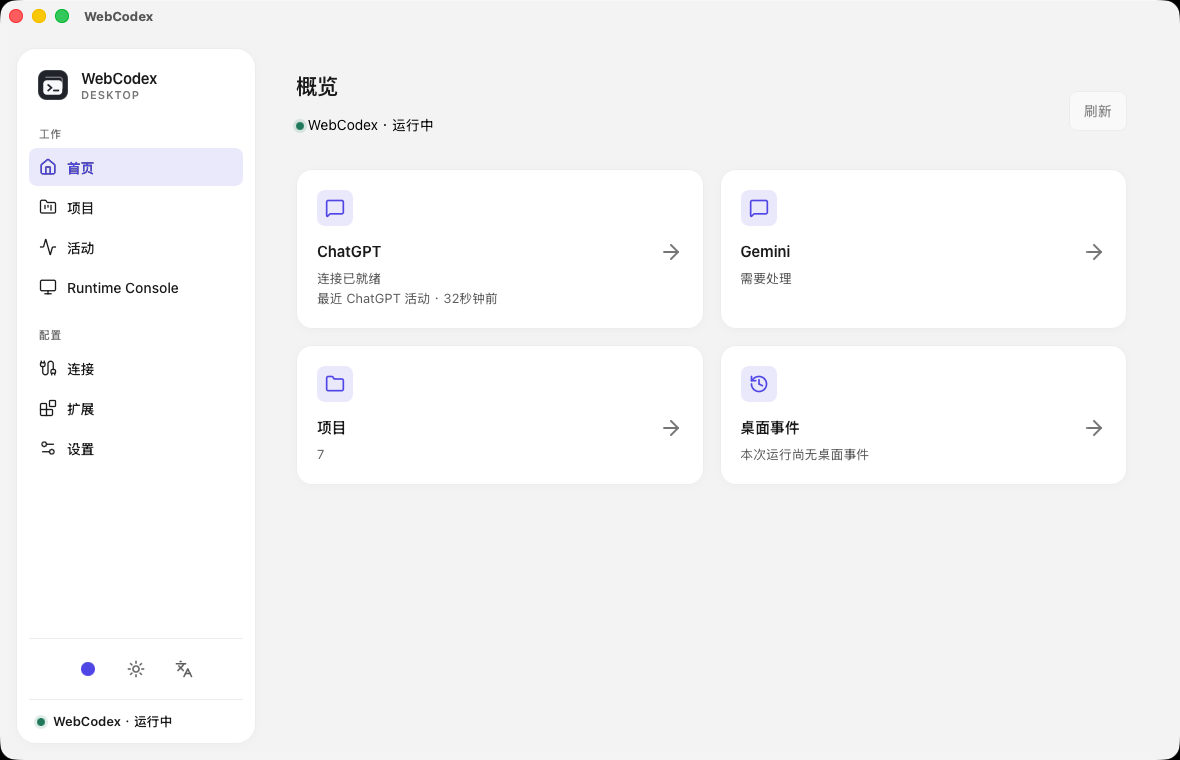 WebCodex
WebCodex
DESKTOP
工作
首页
项目
活动
Runtime Console
配置
连接
扩展
设置
WebCodex · 运行中
概览
WebCodex · 运行中
刷新
ChatGPT
连接已就绪
最近 ChatGPT 活动 · 32秒钟前
Gemini
需要处理
项目
7
桌面事件
本次运行尚无桌面事件